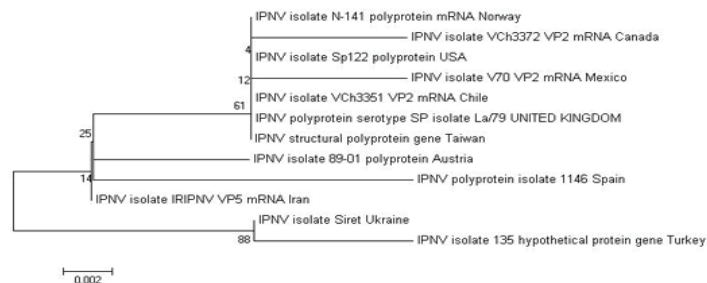 IPNV isolate N-141 polyprotein mRNA Norway
IPNV isolate VCh3372 VP2 mRNA Canada
4
IPNV isolate Sp122 polyprotein USA
12
IPNV isolate V70 VP2 mRNA Mexico
61
IPNV isolate VCh3351 VP2 mRNA Chile
IPNV polyprotein serotype SP isolate La/79 UNITED KINGDOM
25
IPNV structural polyprotein gene Taiwan
IPNV isolate 89-01 polyprotein Austria
14
IPNV polyprotein isolate 1146 Spain
IPNV isolate IRIPNV VP5 mRNA Iran
IPNV isolate Siret Ukraine
88
IPNV isolate 135 hypothetical protein gene Turkey
0.002